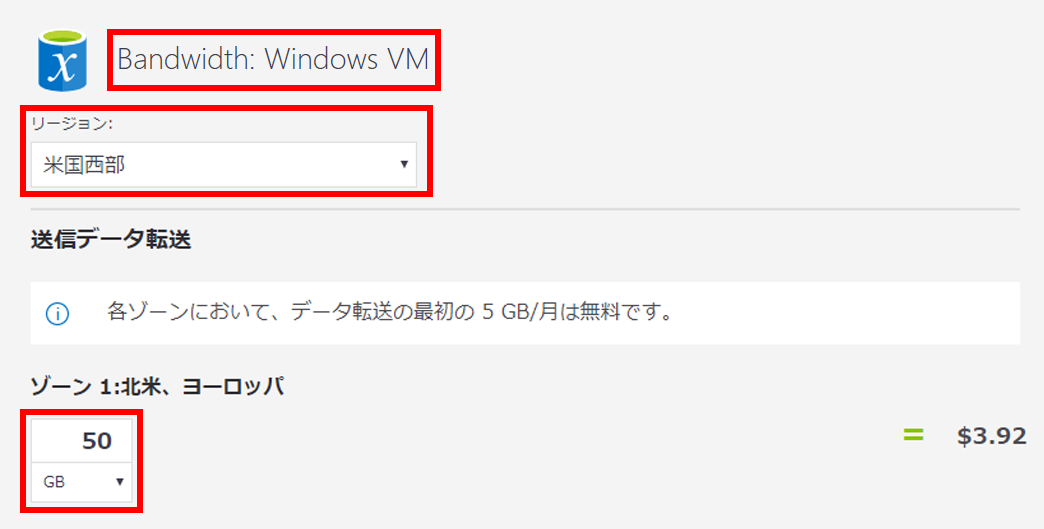 Bandwidth: Windows VM
リージョン:
米国西部
送信データ転送
各ゾーンにおいて、データ転送の最初の 5 GB/月は無料です。
ゾーン 1:北米、ヨーロッパ
50
= $3.92
GB